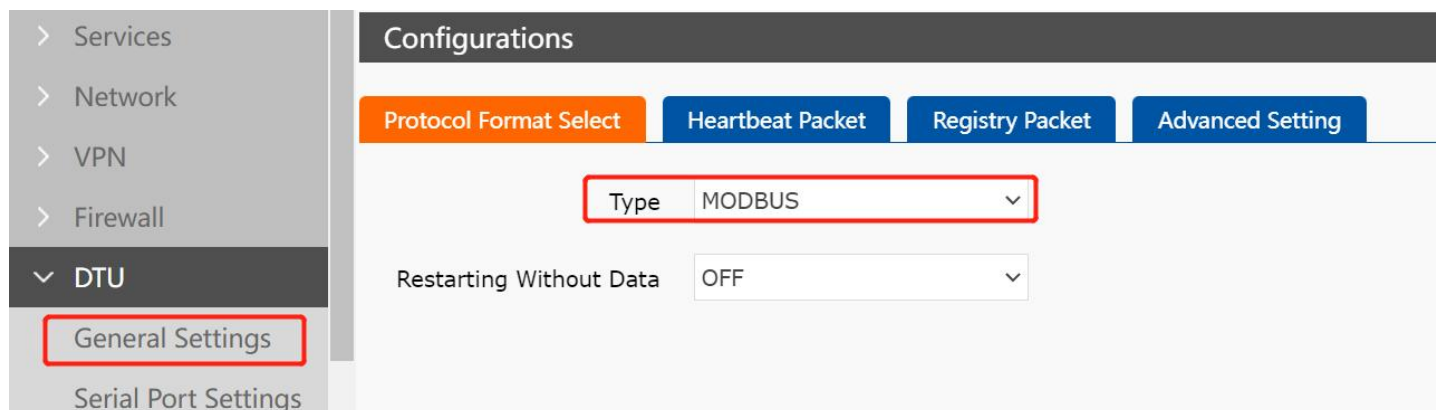 Services
Network
VPN
Firewall
DTU
General Settings
Serial Port Settings
Configurations
Protocol Format Select Heartbeat Packet Registry Packet Advanced Setting
Type MODBUS
Restarting Without Data OFF